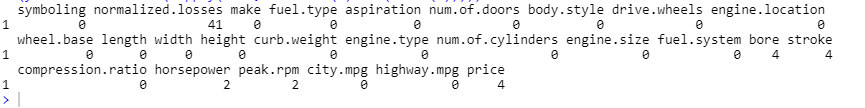 symboling normalized.losses make fuel.type aspiration num.of.doors body.style drive.wheels engine.location
1 0 41 0 0 0 0 0 0 0
wheel.base length width height curb.weight engine.type num.of.cylinders engine.size fuel.system bore stroke
1 0 0 0 0 0 0 0 0 0 4 4
compression.ratio horsepower peak.rpm city.mpg highway.mpg price
1 0 2 2 0 0 4
>